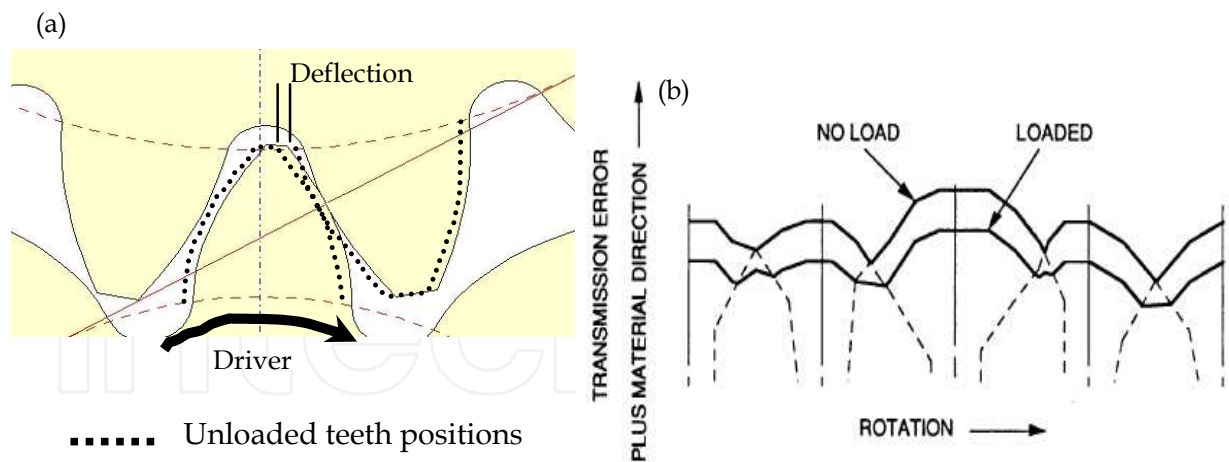 (a)
Deflection
Driver
Unloaded teeth positions
(b)
NO LOAD
LOADED
TRANSMISSION ERROR
PLUS MATERIAL DIRECTION
ROTATION